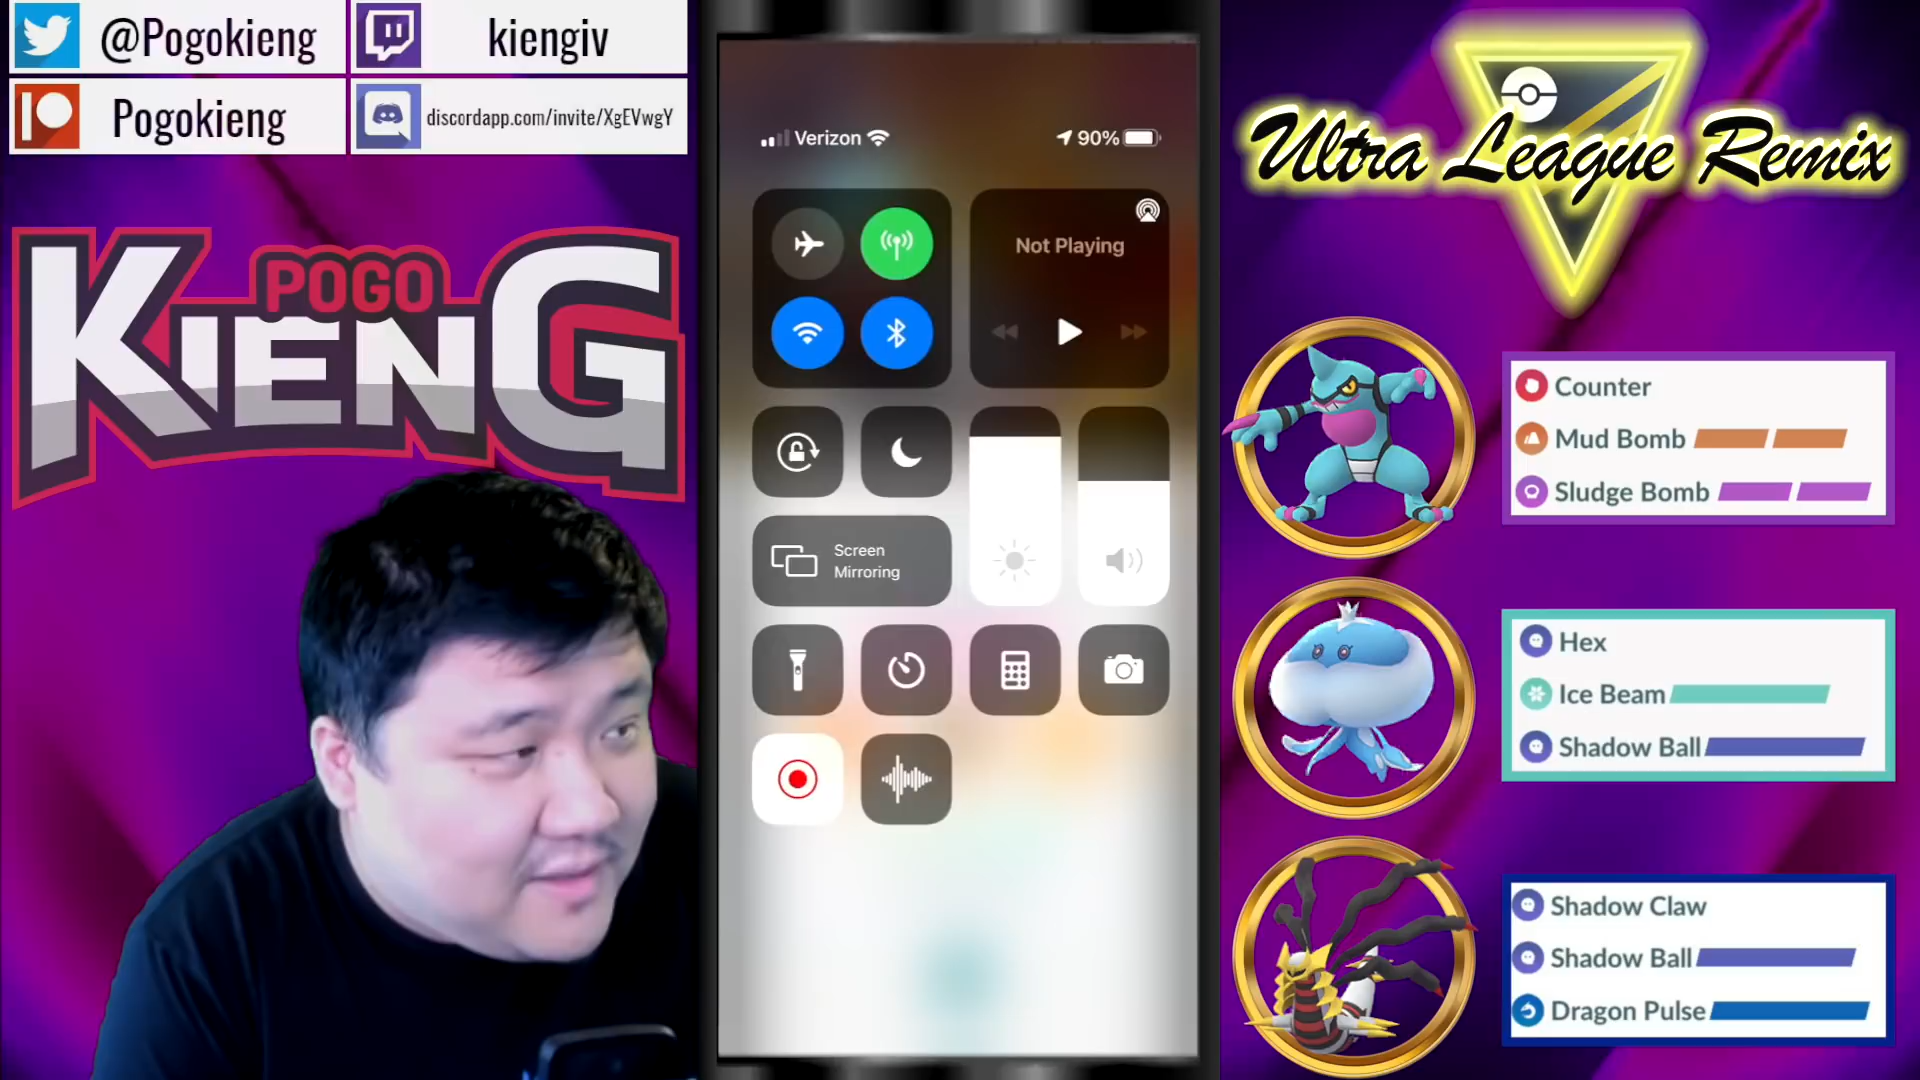 @Pogokieng
kiengiv
Pogokieng
discordapp.com/invite/XgEVwgY
POGO
KIENG
Verizon
90%
Not Playing
Screen
Mirroring
Ultra League Remix
Counter
Mud Bomb
Sludge Bomb
Hex
Ice Beam
Shadow Ball
Shadow Claw
Shadow Ball
Dragon Pulse